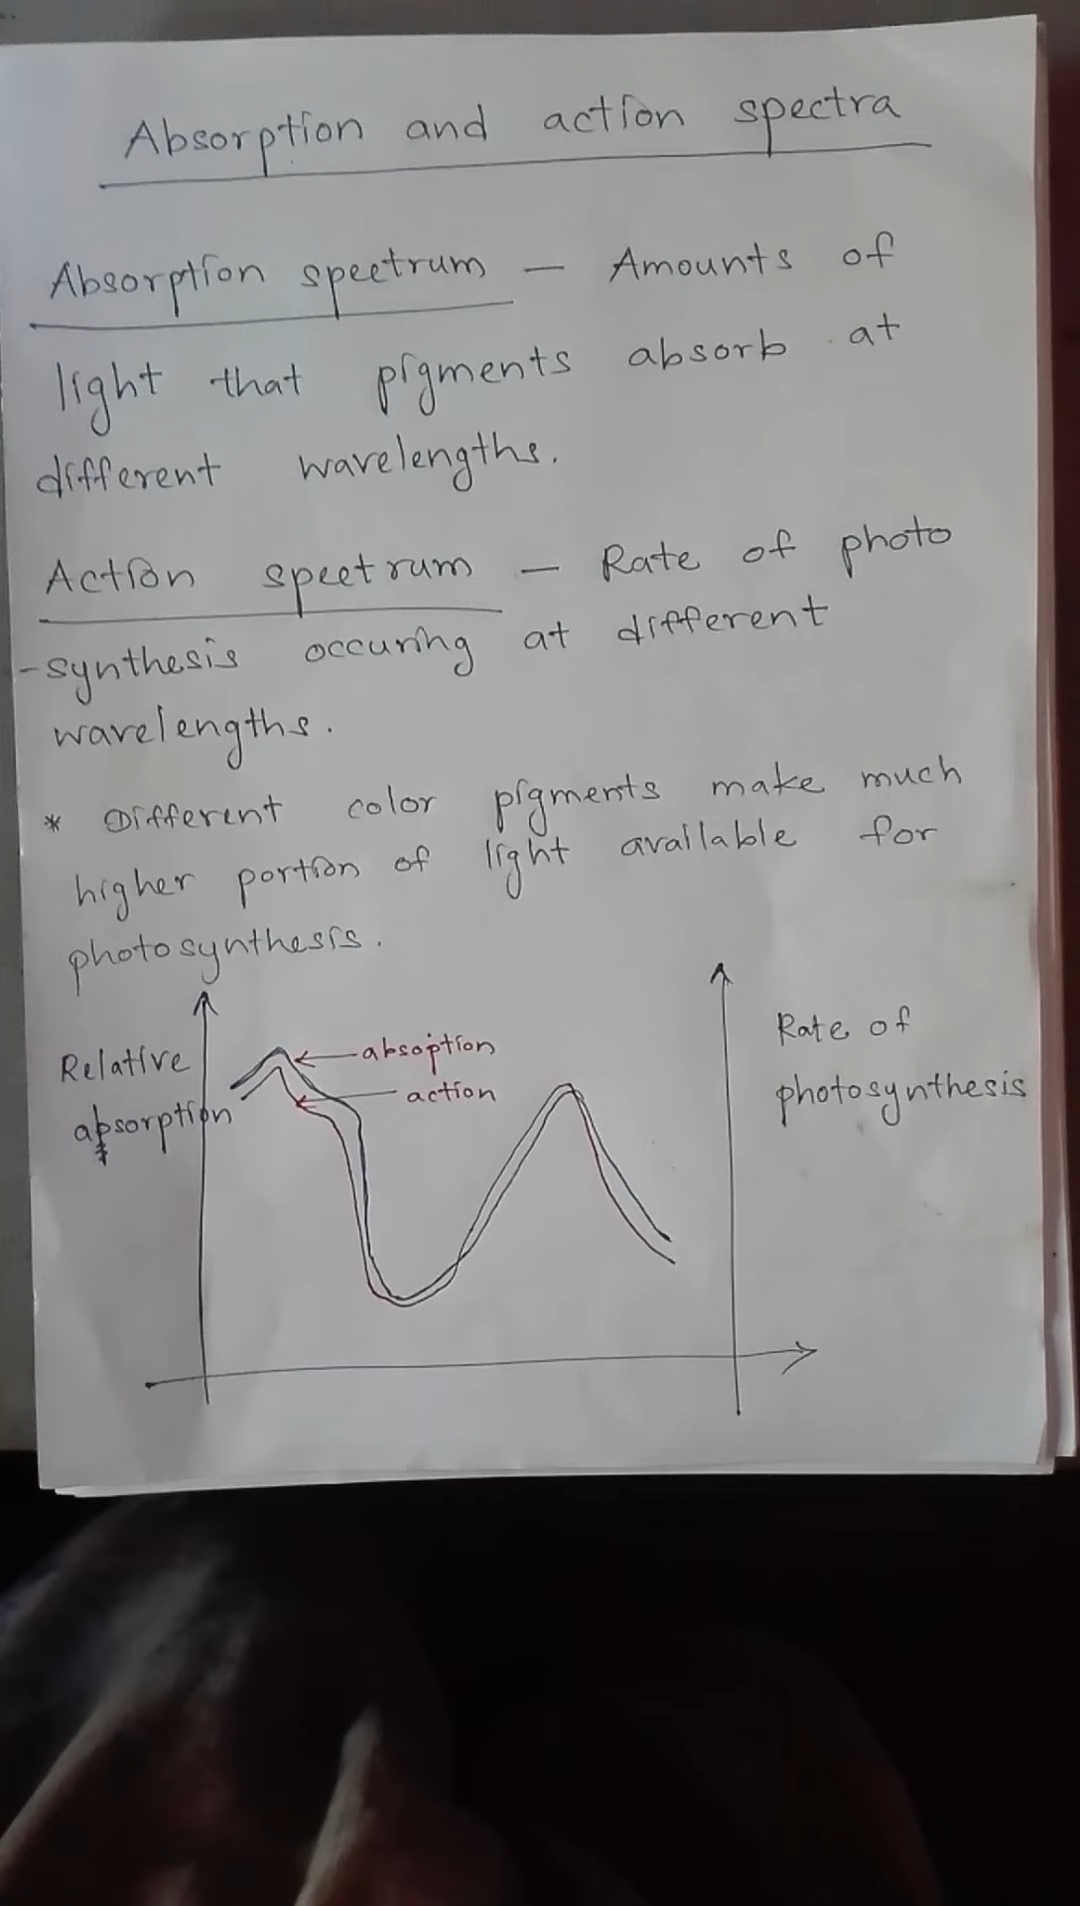 Absorption and action spectra
Absorption spectrum — Amounts of
light that pigments absorb at
different wavelengths.
Action spectrum — Rate of photo
-synthesis occuring at different
wavelengths.
* Different color pigments make much
higher portion of light available for
photosynthesis.
Relative
absorption
absoption
action
Rate of
photosynthesis